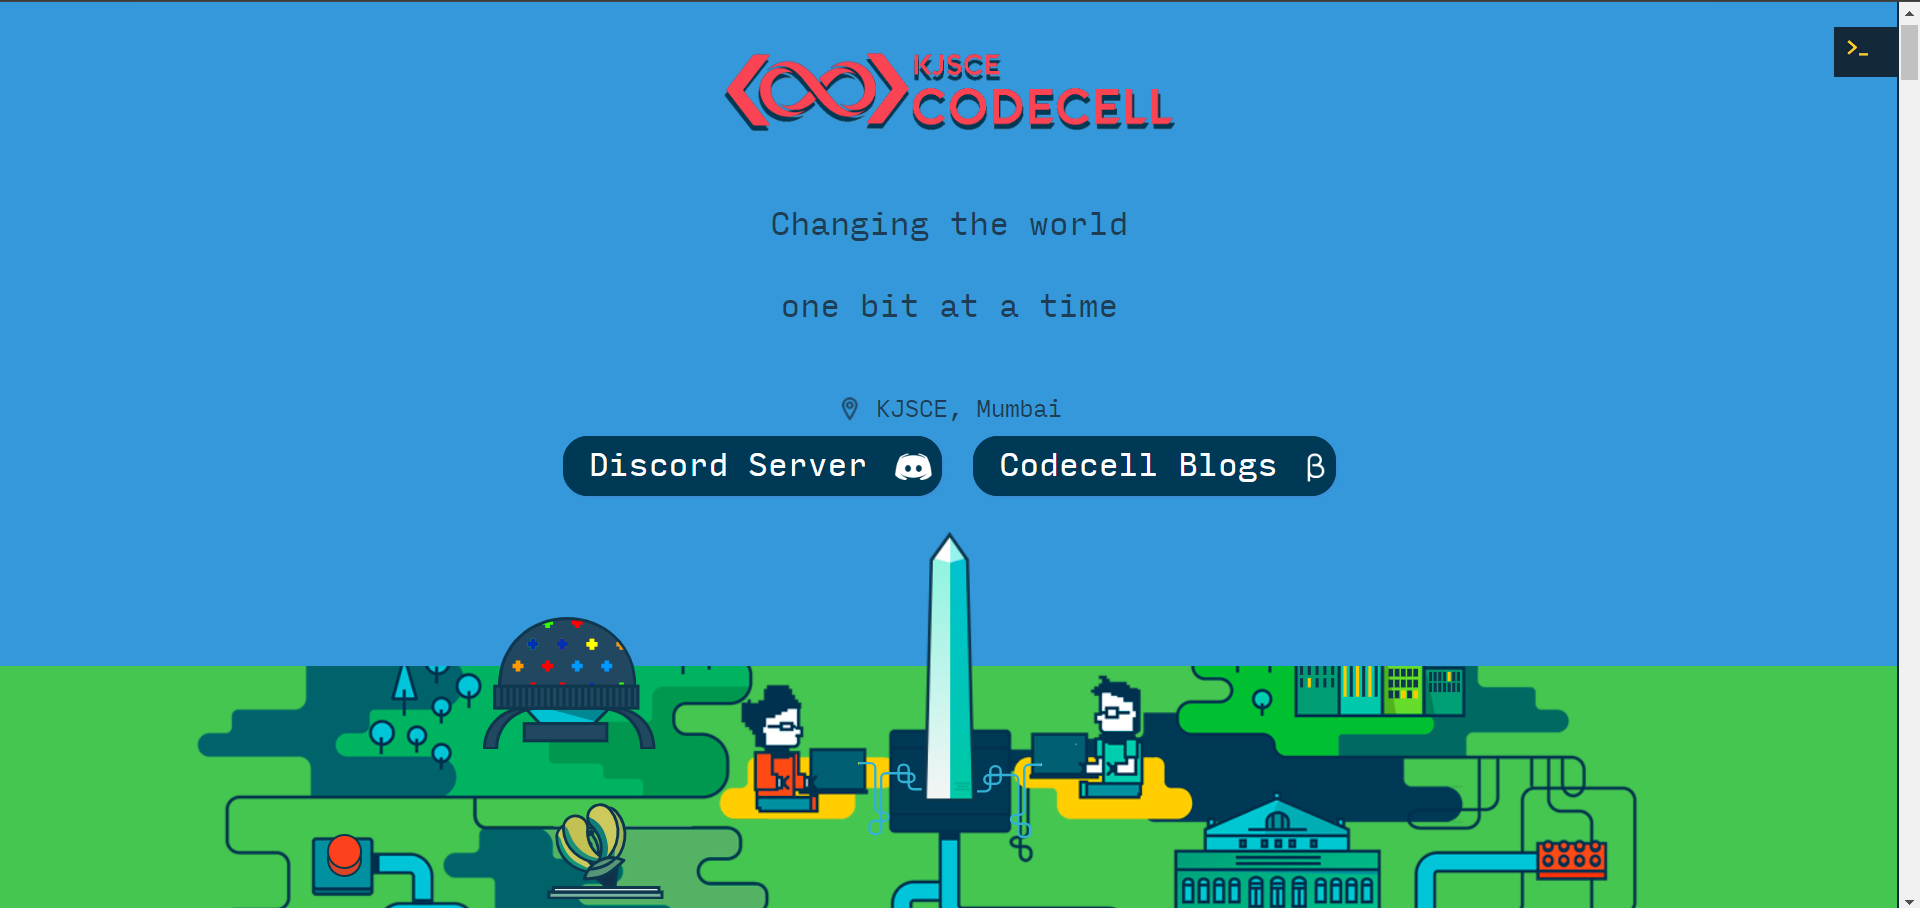 KJSCE
CODECELL
>_
Changing the world
one bit at a time
KJSCE, Mumbai
Discord Server
Codecell Blogs β